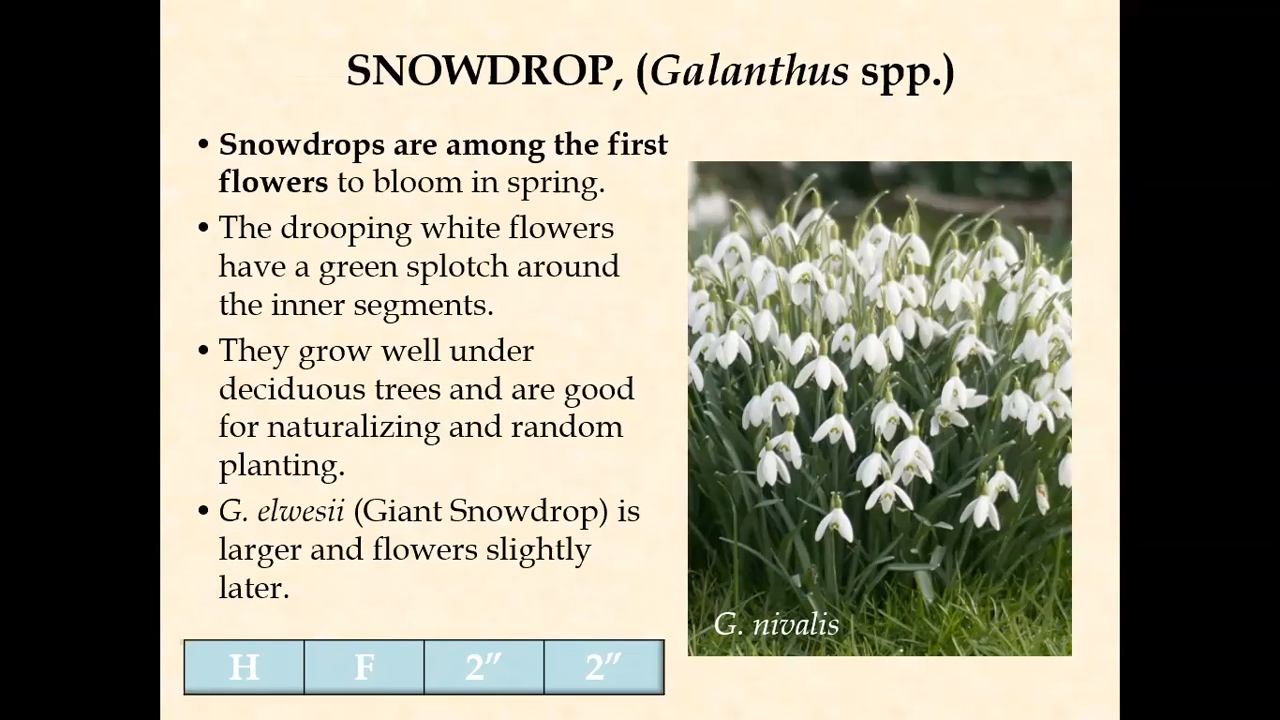 SNOWDROP, (Galanthus spp.)
• Snowdrops are among the first
flowers to bloom in spring.
• The drooping white flowers
have a green splotch around
the inner segments.
• They grow well under
deciduous trees and are good
for naturalizing and random
planting.
• G. elwesii (Giant Snowdrop) is
larger and flowers slightly
later.
G. nivalis
H F 2” 2”